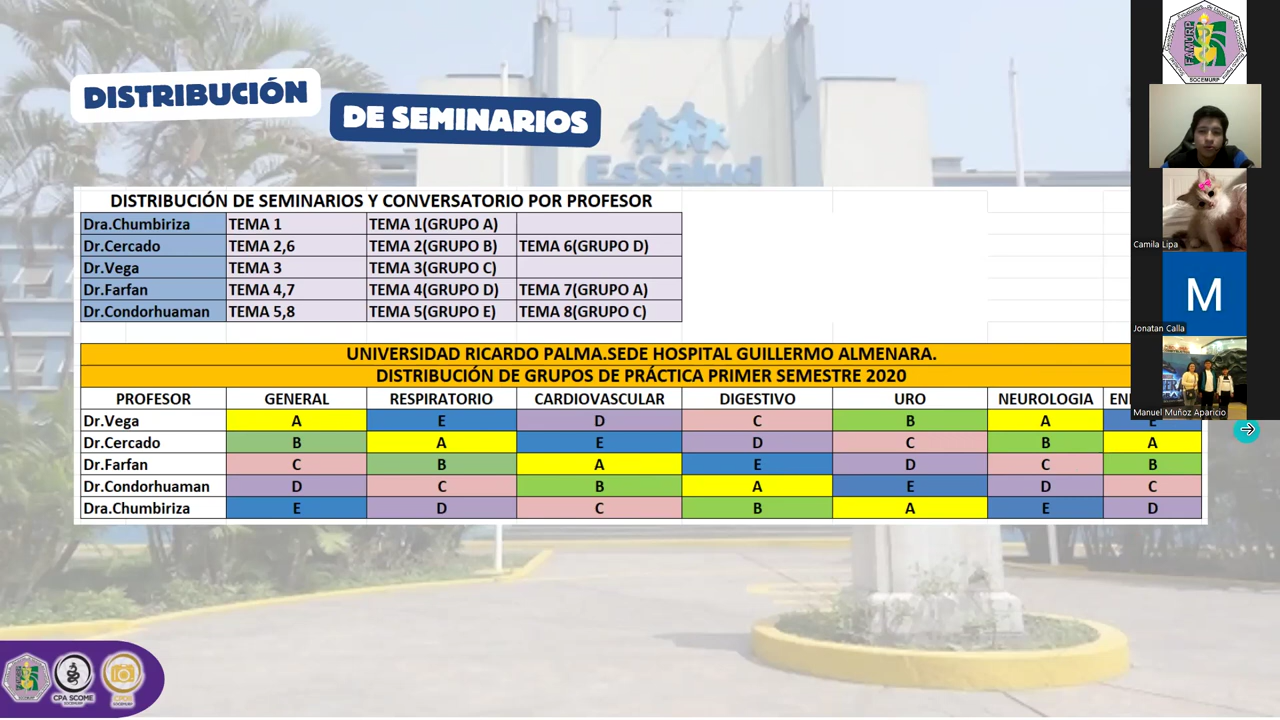 DISTRIBUCIÓN
DE SEMINARIOS
EsSalud
DISTRIBUCIÓN DE SEMINARIOS Y CONVERSATORIO POR PROFESOR
Dra.Chumbiriza TEMA 1 TEMA 1(GRUPO A)
Dr.Cercado TEMA 2,6 TEMA 2(GRUPO B) TEMA 6(GRUPO D)
Dr.Vega TEMA 3 TEMA 3(GRUPO C)
Dr.Farfan TEMA 4,7 TEMA 4(GRUPO D) TEMA 7(GRUPO A)
Dr.Condorhuaman TEMA 5,8 TEMA 5(GRUPO E) TEMA 8(GRUPO C)
UNIVERSIDAD RICARDO PALMA.SEDE HOSPITAL GUILLERMO ALMENARA.
DISTRIBUCIÓN DE GRUPOS DE PRÁCTICA PRIMER SEMESTRE 2020
PROFESOR GENERAL RESPIRATORIO CARDIOVASCULAR DIGESTIVO URO NEUROLOGIA
Dr.Vega A E D C B A E
Dr.Cercado B A E D C B A
Dr.Farfan C B A E D C B
Dr.Condorhuaman D C B A E D C
Dra.Chumbiriza E D C B A E D
FAMURP
SOCEMURP
Camila Lipa
M
Jonatan Calla
Manuel Muñoz Aparicio
CPA SCOME
SOCEMURP